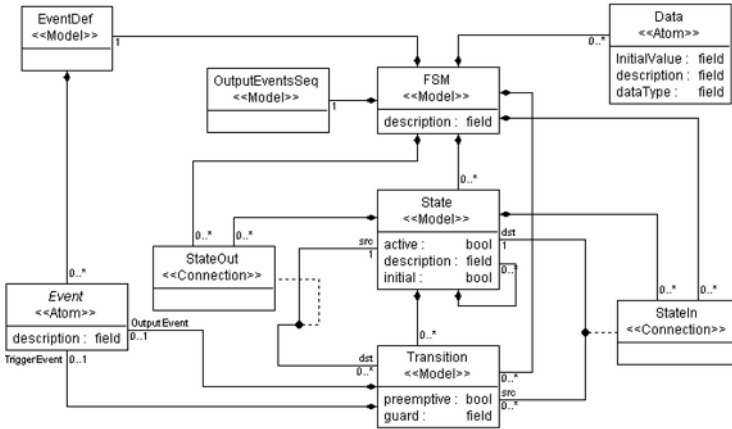 EventDef
<<Model>>
1
Data
<<Atom>>
InitialValue : field
description : field
dataType : field
0..*
OutputEventsSeq
<<Model>>
1
FSM
<<Model>>
description : field
0..*
0..*
0..*
State
<<Model>>
active : bool
description : field
initial : bool
src
1
dst
1
0..*
StateOut
<<Connection>>
0..*
0..*
0..*
Event
<<Atom>>
description : field
OutputEvent
0..1
TriggerEvent
0..1
StateIn
<<Connection>>
0..*
dst
0..*
Transition
<<Model>>
preemptive : bool
guard : field
0..*
src
0..*